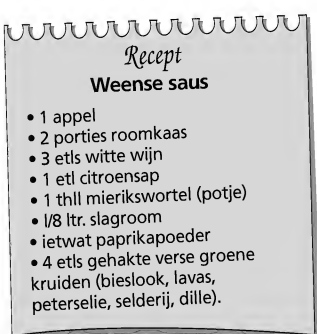 Recept
Weense saus
• 1 appel
• 2 porties roomkaas
• 3 etls witte wijn
• 1 etl citroensap
• 1 thll mierikswortel (potje)
• l/8 ltr. slagroom
• ietwat paprikapoeder
• 4 etls gehakte verse groene
kruiden (bieslook, lavas,
peterselie, selderij, dille).